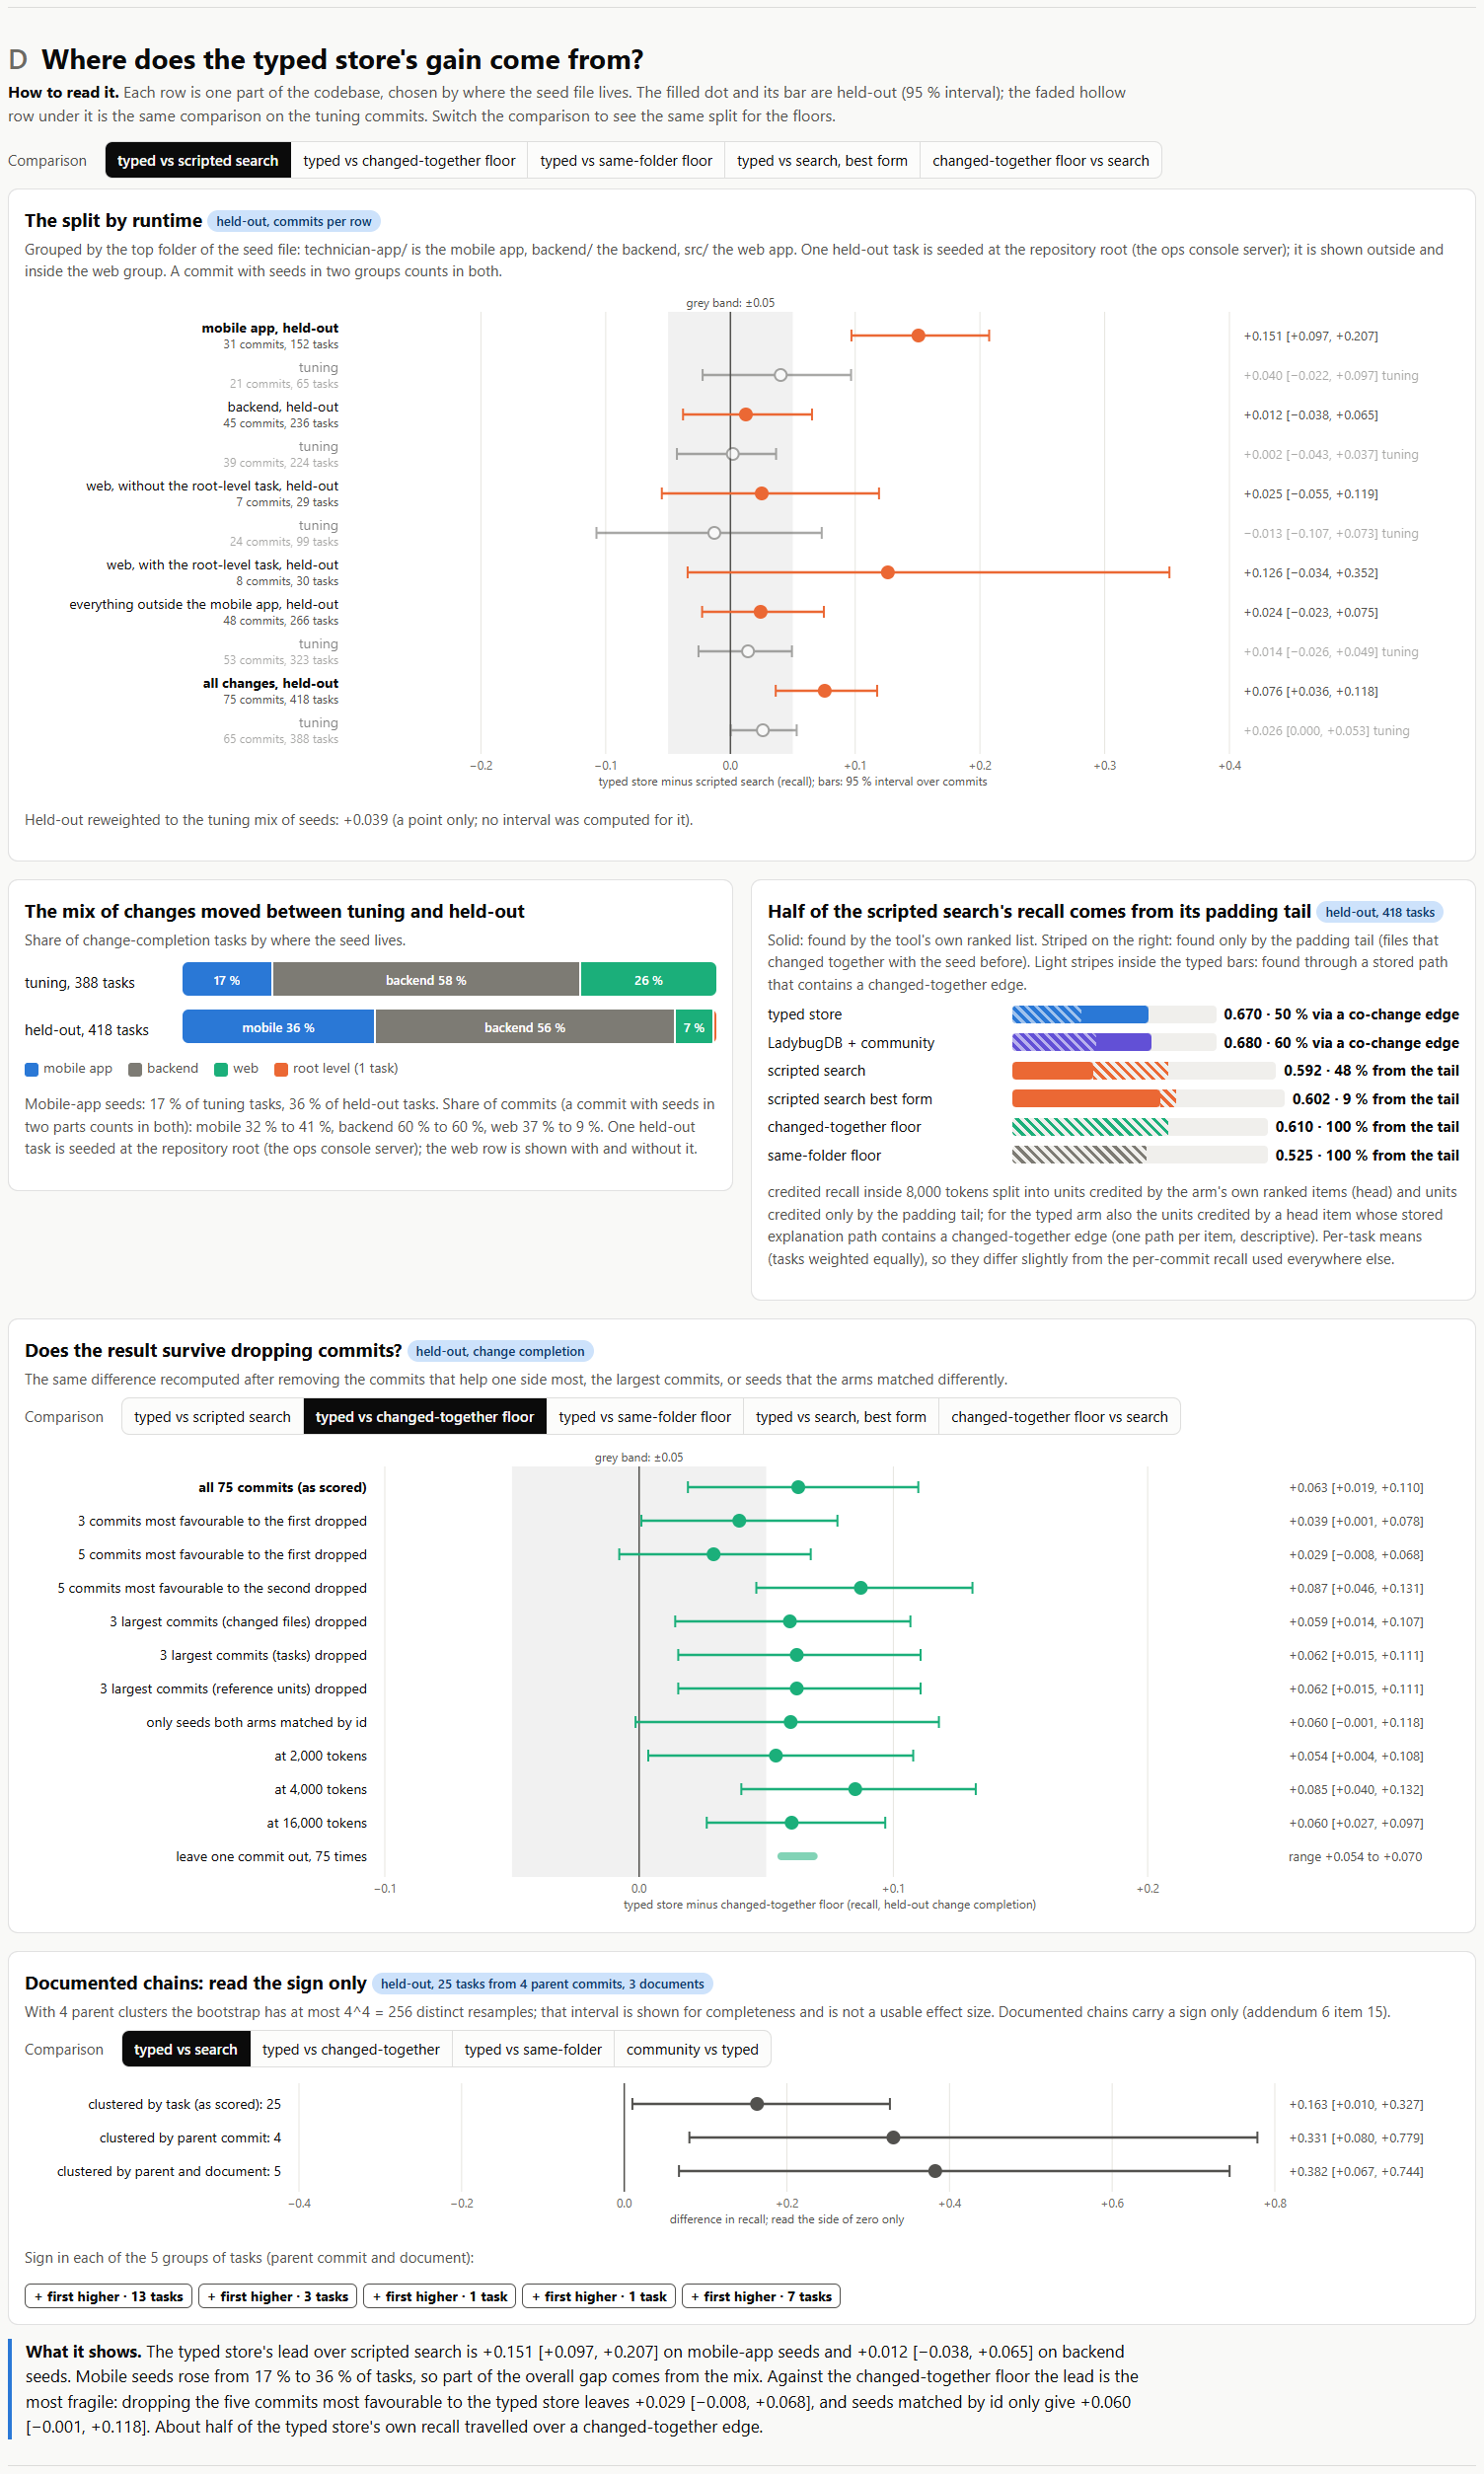 D Where does the typed store's gain come from?
How to read it. Each row is one part of the codebase, chosen by where the seed file lives. The filled dot and its bar are held-out (95 % interval); the faded hollow
row under it is the same comparison on the tuning commits. Switch the comparison to see the same split for the floors.
Comparison typed vs scripted search typed vs changed-together floor typed vs same-folder floor typed vs search, best form changed-together floor vs search
The split by runtime held-out, commits per row
Grouped by the top folder of the seed file: technician-app/ is the mobile app, backend/ the backend, src/ the web app. One held-out task is seeded at the repository root (the ops console server); it is shown outside and
inside the web group. A commit with seeds in two groups counts in both.
grey band: ±0.05
mobile app, held-out
31 commits, 152 tasks
+0.151 [+0.097, +0.207]
tuning
21 commits, 65 tasks
+0.040 [−0.022, +0.097] tuning
backend, held-out
45 commits, 236 tasks
+0.012 [−0.038, +0.065]
tuning
39 commits, 224 tasks
+0.002 [−0.043, +0.037] tuning
web, without the root-level task, held-out
7 commits, 29 tasks
+0.025 [−0.055, +0.119]
tuning
24 commits, 99 tasks
−0.013 [−0.107, +0.073] tuning
web, with the root-level task, held-out
8 commits, 30 tasks
+0.126 [−0.034, +0.352]
everything outside the mobile app, held-out
48 commits, 266 tasks
+0.024 [−0.023, +0.075]
tuning
53 commits, 323 tasks
+0.014 [−0.026, +0.049] tuning
all changes, held-out
75 commits, 418 tasks
+0.076 [+0.036, +0.118]
tuning
65 commits, 388 tasks
+0.026 [0.000, +0.053] tuning
−0.2 −0.1 0.0 +0.1 +0.2 +0.3 +0.4
typed store minus scripted search (recall); bars: 95 % interval over commits
Held-out reweighted to the tuning mix of seeds: +0.039 (a point only; no interval was computed for it).
The mix of changes moved between tuning and held-out
Share of change-completion tasks by where the seed lives.
tuning, 388 tasks 17 % backend 58 % 26 %
held-out, 418 tasks mobile 36 % backend 56 % 7 %
mobile app backend web root level (1 task)
Mobile-app seeds: 17 % of tuning tasks, 36 % of held-out tasks. Share of commits (a commit with seeds in
two parts counts in both): mobile 32 % to 41 %, backend 60 % to 60 %, web 37 % to 9 %. One held-out
task is seeded at the repository root (the ops console server); the web row is shown with and without it.
Half of the scripted search's recall comes from its padding tail held-out, 418 tasks
Solid: found by the tool's own ranked list. Striped on the right: found only by the padding tail (files that
changed together with the seed before). Light stripes inside the typed bars: found through a stored path
that contains a changed-together edge.
typed store 0.670 · 50 % via a co-change edge
LadybugDB + community 0.680 · 60 % via a co-change edge
scripted search 0.592 · 48 % from the tail
scripted search best form 0.602 · 9 % from the tail
changed-together floor 0.610 · 100 % from the tail
same-folder floor 0.525 · 100 % from the tail
credited recall inside 8,000 tokens split into units credited by the arm's own ranked items (head) and units
credited only by the padding tail; for the typed arm also the units credited by a head item whose stored
explanation path contains a changed-together edge (one path per item, descriptive). Per-task means
(tasks weighted equally), so they differ slightly from the per-commit recall used everywhere else.
Does the result survive dropping commits? held-out, change completion
The same difference recomputed after removing the commits that help one side most, the largest commits, or seeds that the arms matched differently.
Comparison typed vs scripted search typed vs changed-together floor typed vs same-folder floor typed vs search, best form changed-together floor vs search
grey band: ±0.05
all 75 commits (as scored) +0.063 [+0.019, +0.110]
3 commits most favourable to the first dropped +0.039 [+0.001, +0.078]
5 commits most favourable to the first dropped +0.029 [−0.008, +0.068]
5 commits most favourable to the second dropped +0.087 [+0.046, +0.131]
3 largest commits (changed files) dropped +0.059 [+0.014, +0.107]
3 largest commits (tasks) dropped +0.062 [+0.015, +0.111]
3 largest commits (reference units) dropped +0.062 [+0.015, +0.111]
only seeds both arms matched by id +0.060 [−0.001, +0.118]
at 2,000 tokens +0.054 [+0.004, +0.108]
at 4,000 tokens +0.085 [+0.040, +0.132]
at 16,000 tokens +0.060 [+0.027, +0.097]
leave one commit out, 75 times range +0.054 to +0.070
−0.1 0.0 +0.1 +0.2
typed store minus changed-together floor (recall, held-out change completion)
Documented chains: read the sign only held-out, 25 tasks from 4 parent commits, 3 documents
With 4 parent clusters the bootstrap has at most 4^4 = 256 distinct resamples; that interval is shown for completeness and is not a usable effect size. Documented chains carry a sign only (addendum 6 item 15).
Comparison typed vs search typed vs changed-together typed vs same-folder community vs typed
clustered by task (as scored): 25 +0.163 [+0.010, +0.327]
clustered by parent commit: 4 +0.331 [+0.080, +0.779]
clustered by parent and document: 5 +0.382 [+0.067, +0.744]
−0.4 −0.2 0.0 +0.2 +0.4 +0.6 +0.8
difference in recall; read the side of zero only
Sign in each of the 5 groups of tasks (parent commit and document):
+ first higher · 13 tasks + first higher · 3 tasks + first higher · 1 task + first higher · 1 task + first higher · 7 tasks
What it shows. The typed store's lead over scripted search is +0.151 [+0.097, +0.207] on mobile-app seeds and +0.012 [−0.038, +0.065] on backend
seeds. Mobile seeds rose from 17 % to 36 % of tasks, so part of the overall gap comes from the mix. Against the changed-together floor the lead is the
most fragile: dropping the five commits most favourable to the typed store leaves +0.029 [−0.008, +0.068], and seeds matched by id only give +0.060
[−0.001, +0.118]. About half of the typed store's own recall travelled over a changed-together edge.